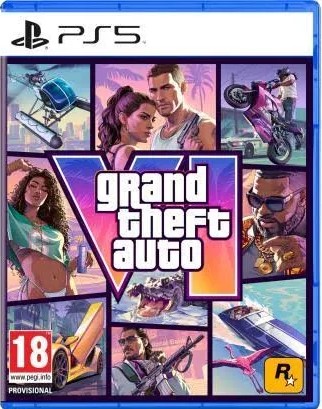 PS5
grand
theft
auto
VI
18
www.pegi.info
PROVISIONAL
R